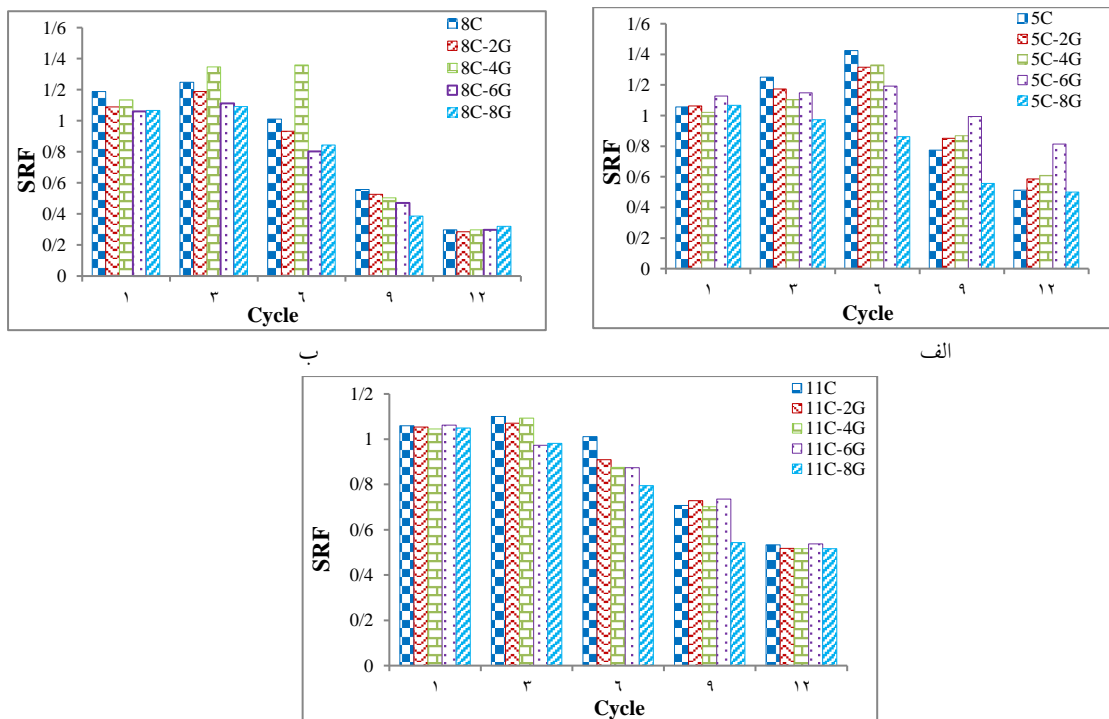 1/6
1/4
1/2
1
0/8
0/6
0/4
0/2
0
SRF
8C
8C-2G
8C-4G
8C-6G
8C-8G
۱ ۳ ۶ ۹ ۱۲
Cycle
ب
1/6
1/4
1/2
1
0/8
0/6
0/4
0/2
0
SRF
5C
5C-2G
5C-4G
5C-6G
5C-8G
۱ ۳ ۶ ۹ ۱۲
Cycle
الف
1/2
1
0/8
0/6
0/4
0/2
0
SRF
11C
11C-2G
11C-4G
11C-6G
11C-8G
۱ ۳ ۶ ۹ ۱۲
Cycle